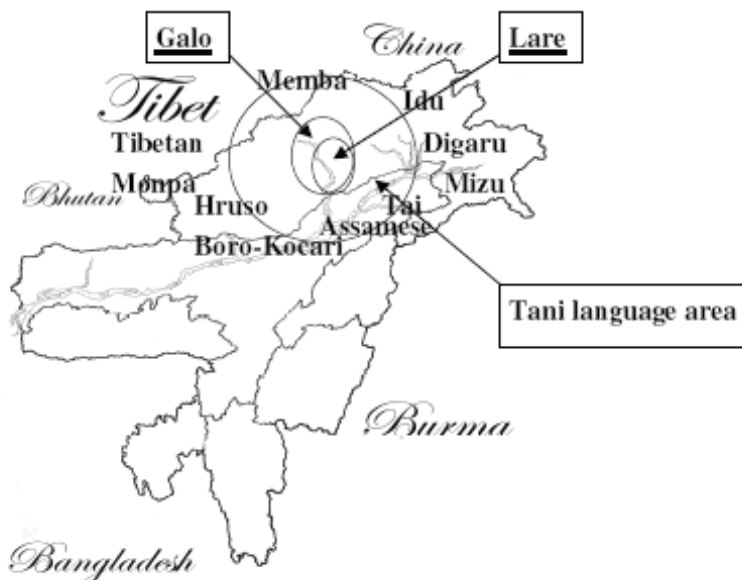 Galo
China
Lare
Memba
Tibet
Idu
Tibetan
Digaru
Monpa
Mizu
Bhutan
Hruso
Tai
Assamese
Boro-Kocari
Tani language area
Burma
Bangladesh